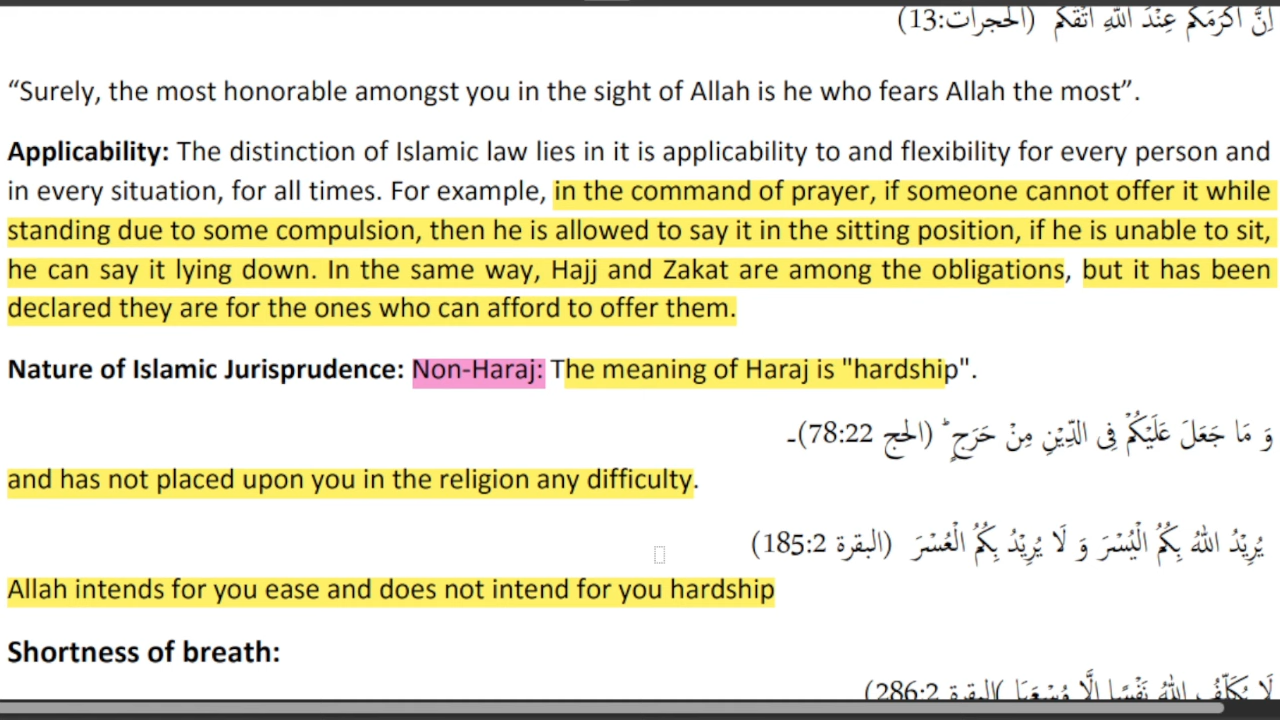 اِنَّ اَكْرَمَكُمْ عِنْدَ اللّٰهِ اَتْقٰىكُمْ (الحجرات:13)
“Surely, the most honorable amongst you in the sight of Allah is he who fears Allah the most”.
Applicability: The distinction of Islamic law lies in it is applicability to and flexibility for every person and
in every situation, for all times. For example, in the command of prayer, if someone cannot offer it while
standing due to some compulsion, then he is allowed to say it in the sitting position, if he is unable to sit,
he can say it lying down. In the same way, Hajj and Zakat are among the obligations, but it has been
declared they are for the ones who can afford to offer them.
Nature of Islamic Jurisprudence: Non-Haraj: The meaning of Haraj is "hardship".
وَ مَا جَعَلَ عَلَیْكُمْ فِی الدِّیْنِ مِنْ حَرَجٍؕ (الحج 78:22)۔
and has not placed upon you in the religion any difficulty.
یُرِیْدُ اللّٰهُ بِكُمُ الْیُسْرَ وَ لَا یُرِیْدُ بِكُمُ الْعُسْرَ (البقرة 185:2)
Allah intends for you ease and does not intend for you hardship
Shortness of breath:
لَا یُكَلِّفُ اللّٰهُ نَفْسًا اِلَّا وُسْعَهَا )البقرة 286:2)